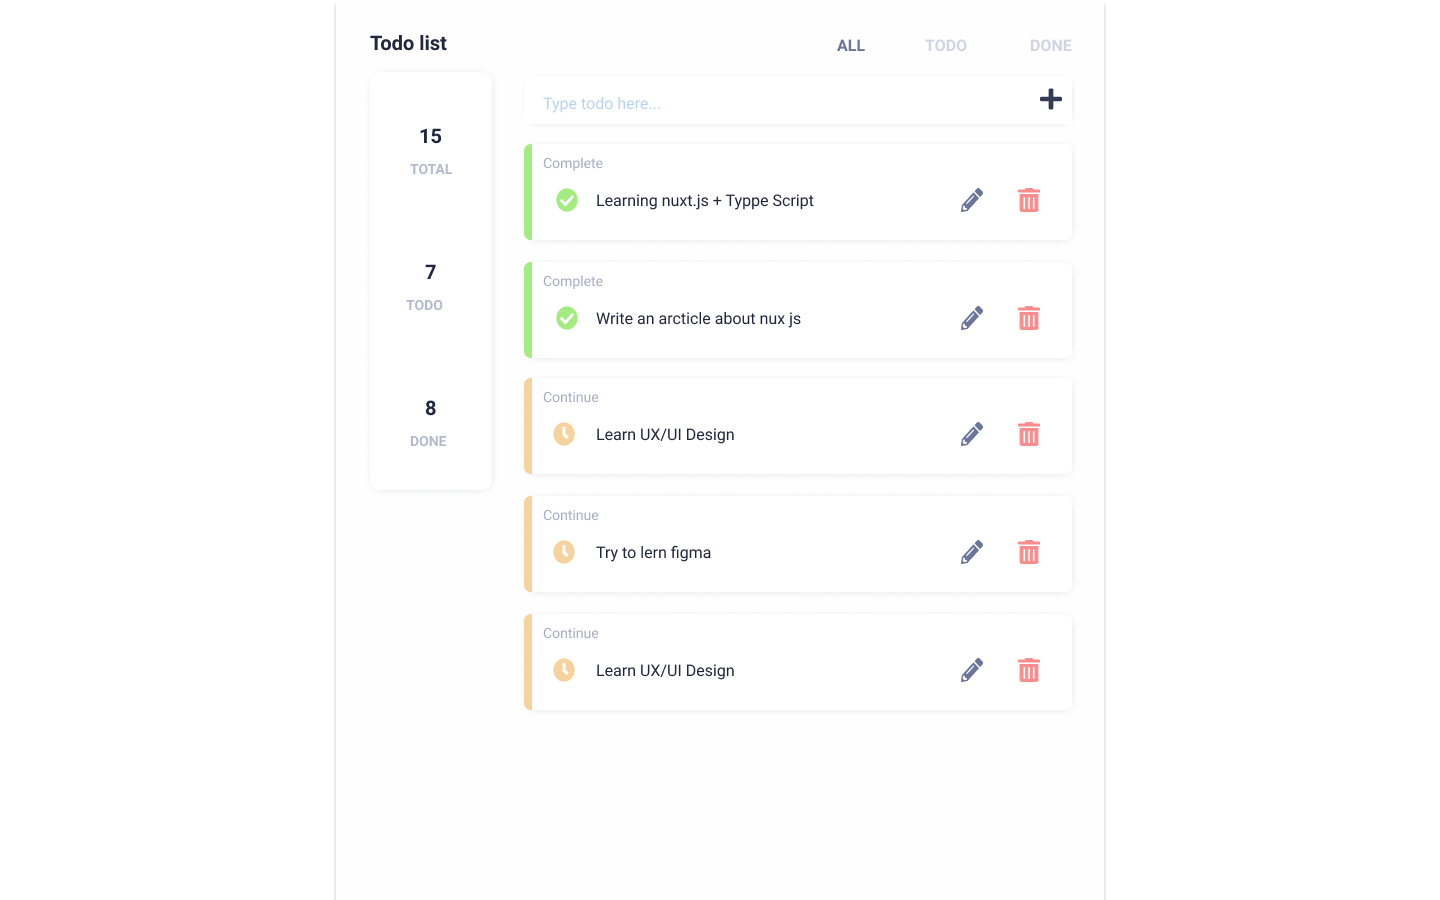 Todo list
ALL TODO DONE
15
TOTAL
7
TODO
8
DONE
Type todo here...
Complete
Learning nuxt.js + Typpe Script
Complete
Write an arcticle about nux js
Continue
Learn UX/UI Design
Continue
Try to lern figma
Continue
Learn UX/UI Design